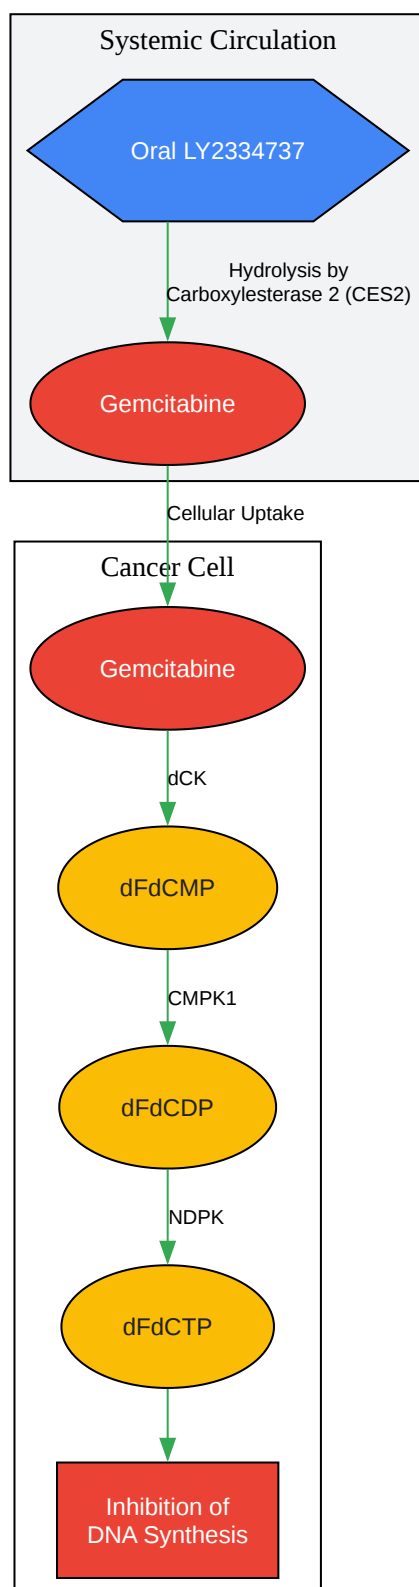 Systemic Circulation
Oral LY2334737
Hydrolysis by
Carboxylesterase 2 (CES2)
Gemcitabine
Cellular Uptake
Cancer Cell
Gemcitabine
dCK
dFdCMP
CMPK1
dFdCDP
NDPK
dFdCTP
Inhibition of
DNA Synthesis